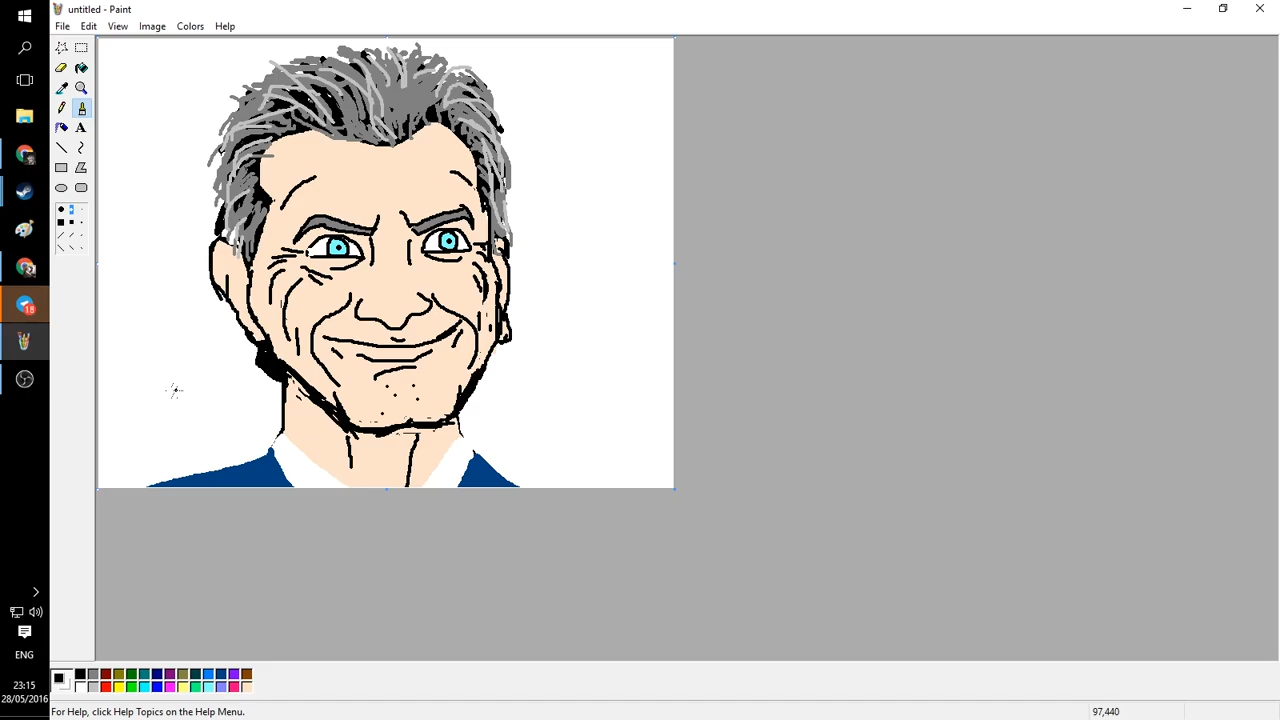 untitled - Paint
File Edit View Image Colors Help
A
15
ENG
23:15
28/05/2016
For Help, click Help Topics on the Help Menu.
97,440